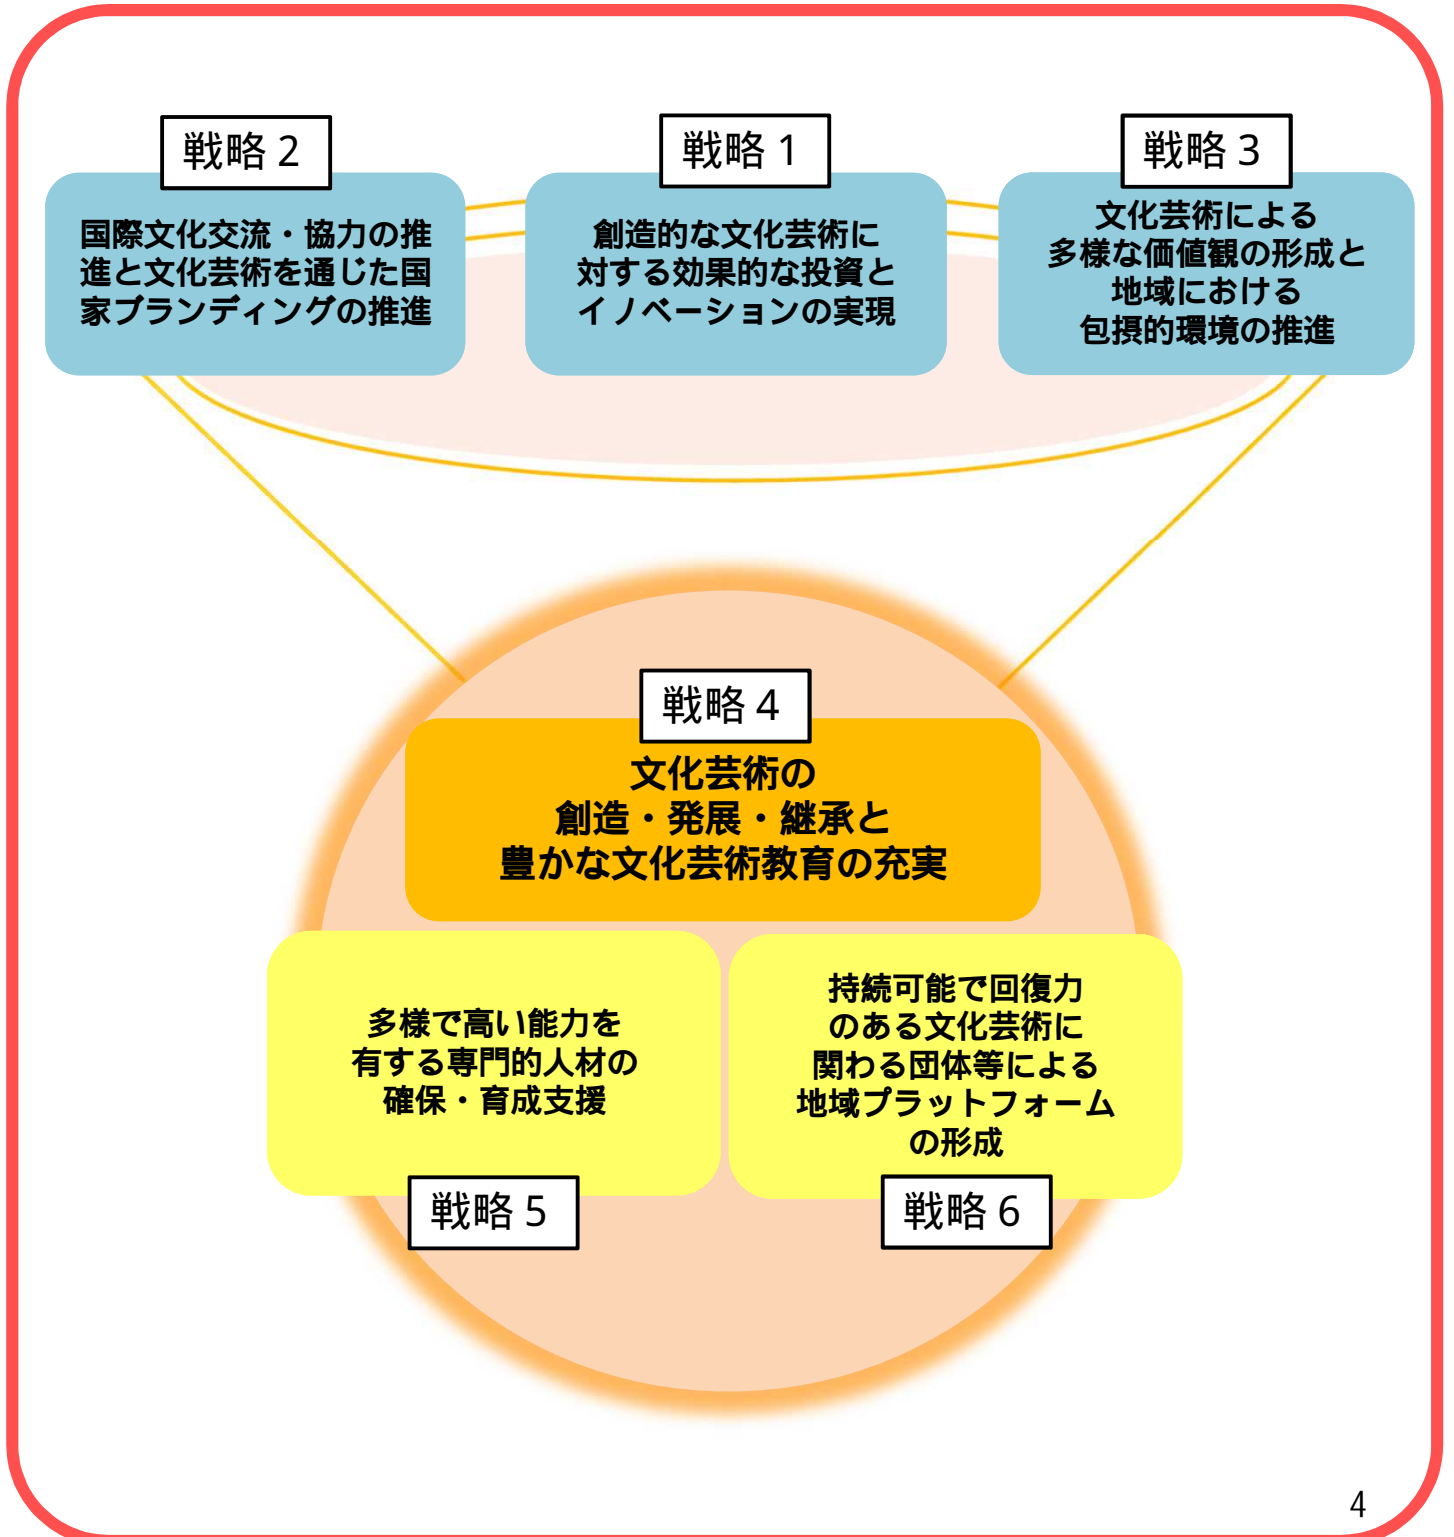 戦略2
国際文化交流・協力の推
進と文化芸術を通じた国
家ブランディングの推進
戦略1
創造的な文化芸術に
対する効果的な投資と
イノベーションの実現
戦略3
文化芸術による
多様な価値観の形成と
地域における
包摂的環境の推進
戦略4
文化芸術の
創造・発展・継承と
豊かな文化芸術教育の充実
多様で高い能力を
有する専門的人材の
確保・育成支援
戦略5
持続可能で回復力
のある文化芸術に
関わる団体等による
地域プラットフォーム
の形成
戦略6
4